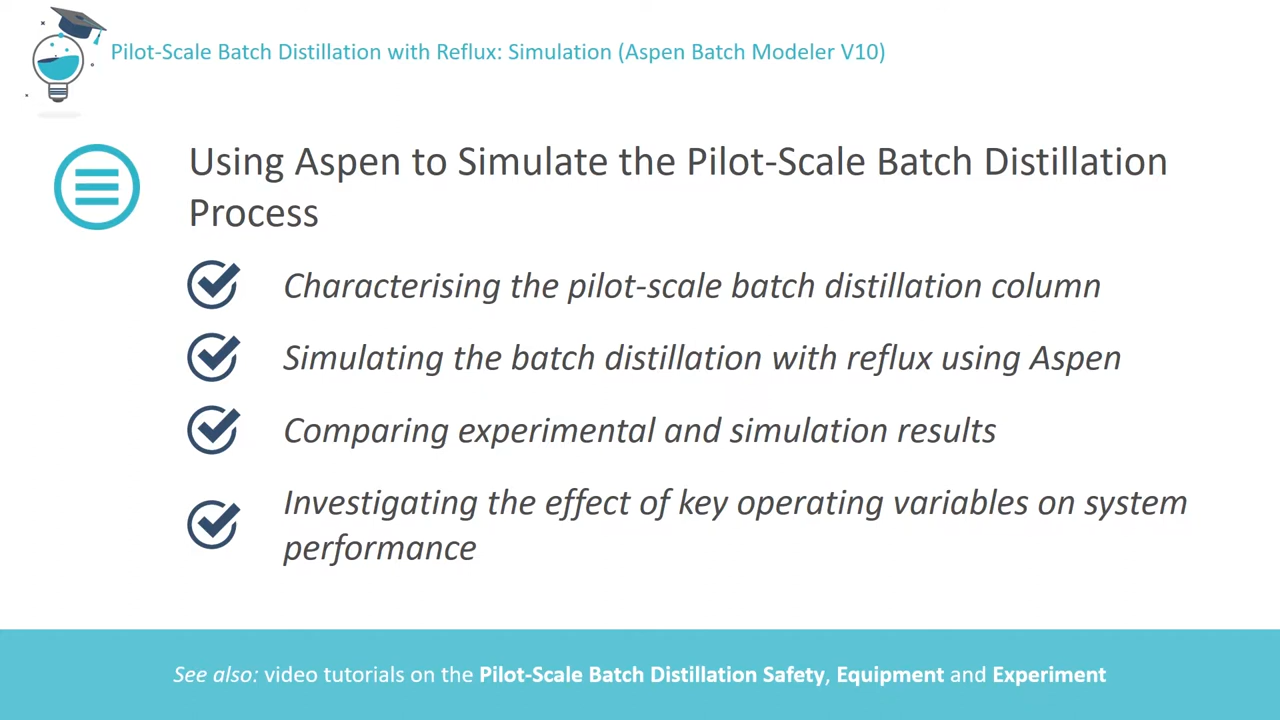 Pilot-Scale Batch Distillation with Reflux: Simulation (Aspen Batch Modeler V10)
Using Aspen to Simulate the Pilot-Scale Batch Distillation
Process
Characterising the pilot-scale batch distillation column
Simulating the batch distillation with reflux using Aspen
Comparing experimental and simulation results
Investigating the effect of key operating variables on system
performance
See also: video tutorials on the Pilot-Scale Batch Distillation Safety, Equipment and Experiment